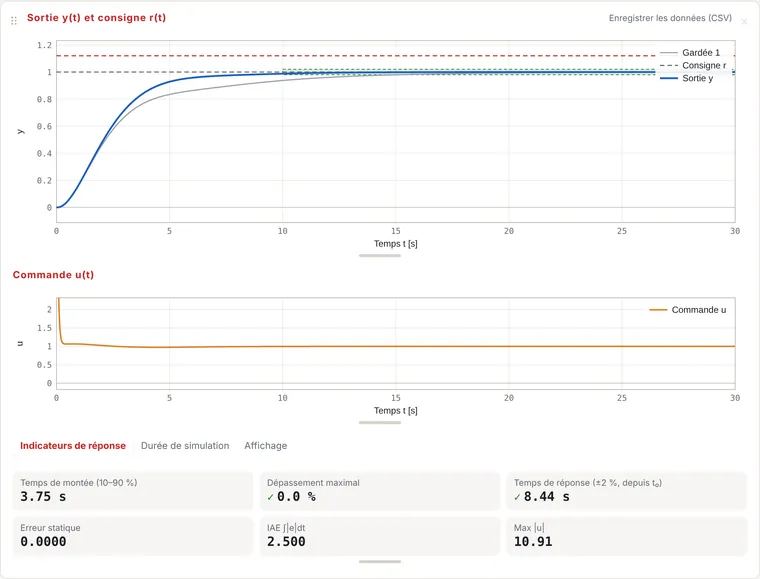 Sortie y(t) et consigne r(t)
Enregistrer les données (CSV)
×
1.2
1
0.8
0.6
0.4
0.2
0
y
Gardée 1
Consigne r
Sortie y
0 5 10 15 20 25 30
Temps t [s]
Commande u(t)
2
1.5
1
0.5
0
u
Commande u
0 5 10 15 20 25 30
Temps t [s]
Indicateurs de réponse Durée de simulation Affichage
Temps de montée (10–90 %)
3.75 s
Dépassement maximal
✓ 0.0 %
Temps de réponse (±2 %, depuis t₀)
✓ 8.44 s
Erreur statique
0.0000
IAE ∫|e|dt
2.500
Max |u|
10.91